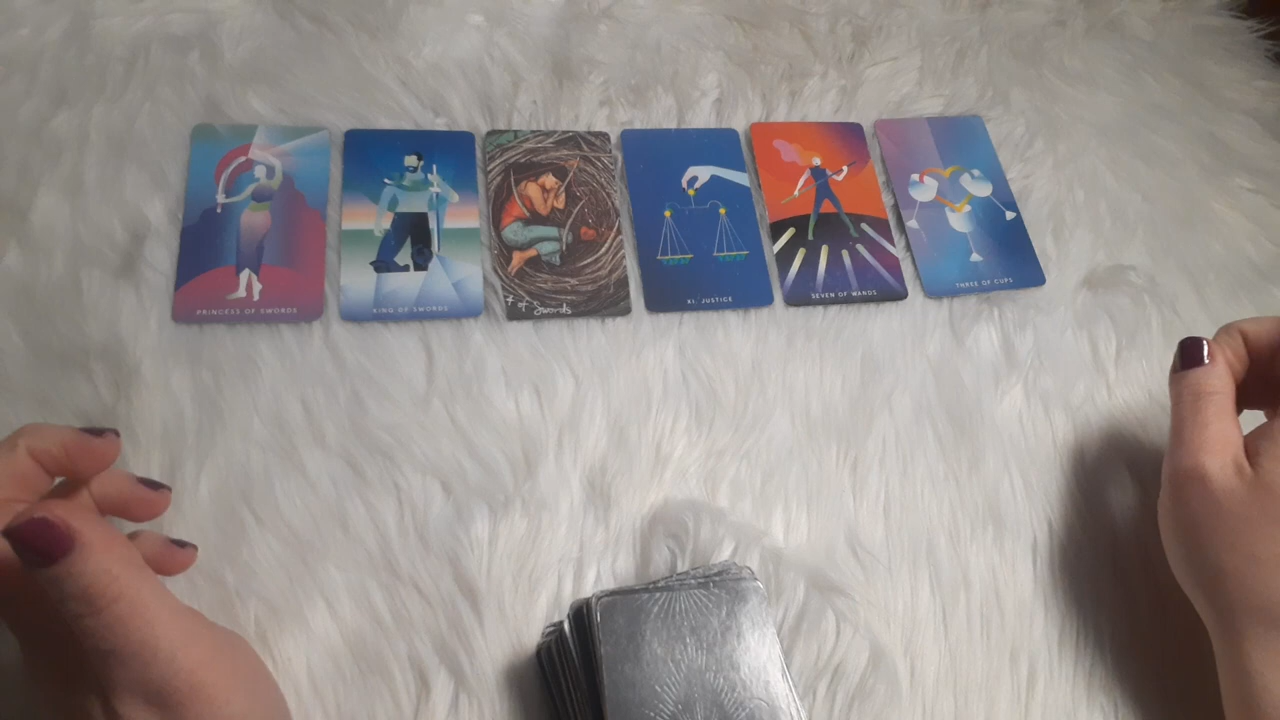 PRINCESS OF SWORDS
KING OF SWORDS
7 of Swords
XI. JUSTICE
SEVEN OF WANDS
THREE OF CUPS